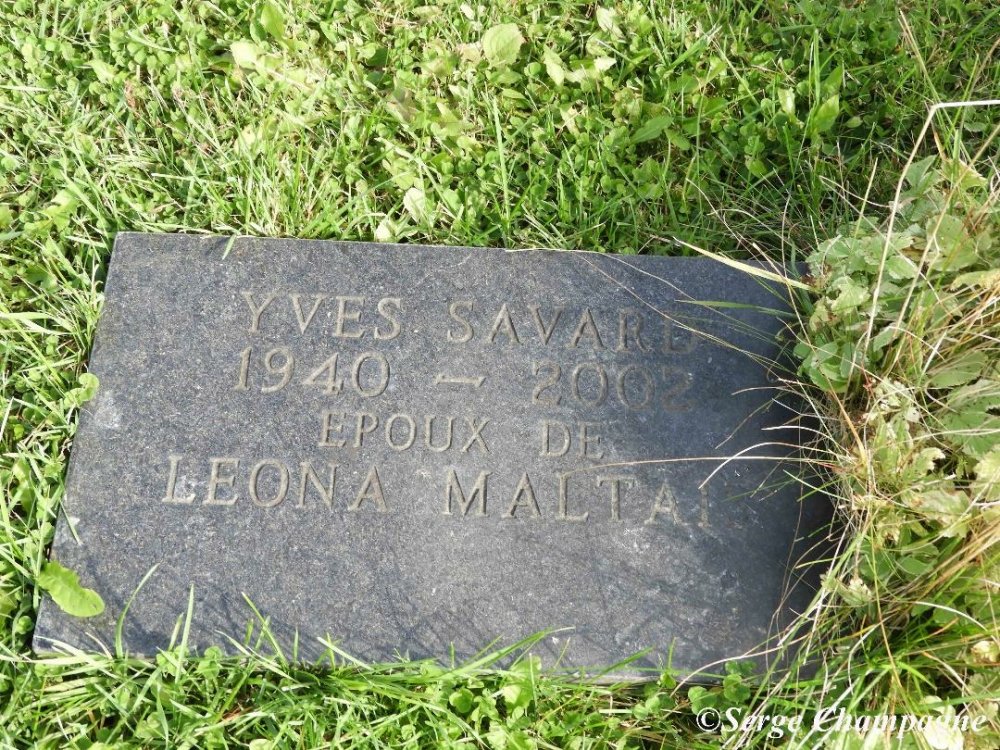 YVES SAVARD
1940 – 2002
EPOUX DE
LEONA MALTAI
©Serge Champagne